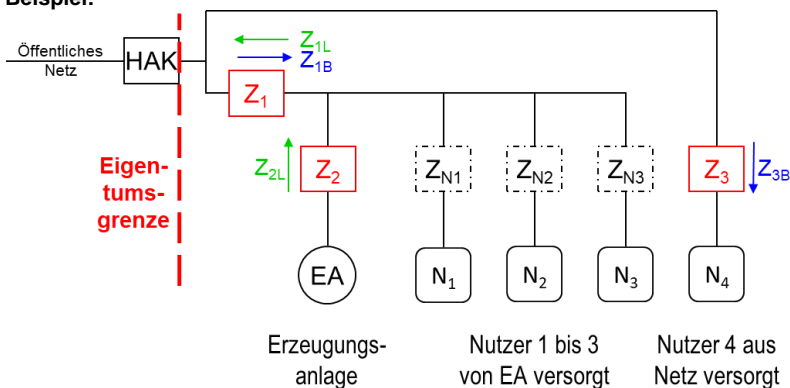 Beispiel:
Öffentliches
Netz
HAK
Z1L
Z1B
Z1
Eigen-
tums-
grenze
Z2L
Z2
ZN1
ZN2
ZN3
Z3
Z3B
EA
N1
N2
N3
N4
Erzeugungs-
anlage
Nutzer 1 bis 3
von EA versorgt
Nutzer 4 aus
Netz versorgt